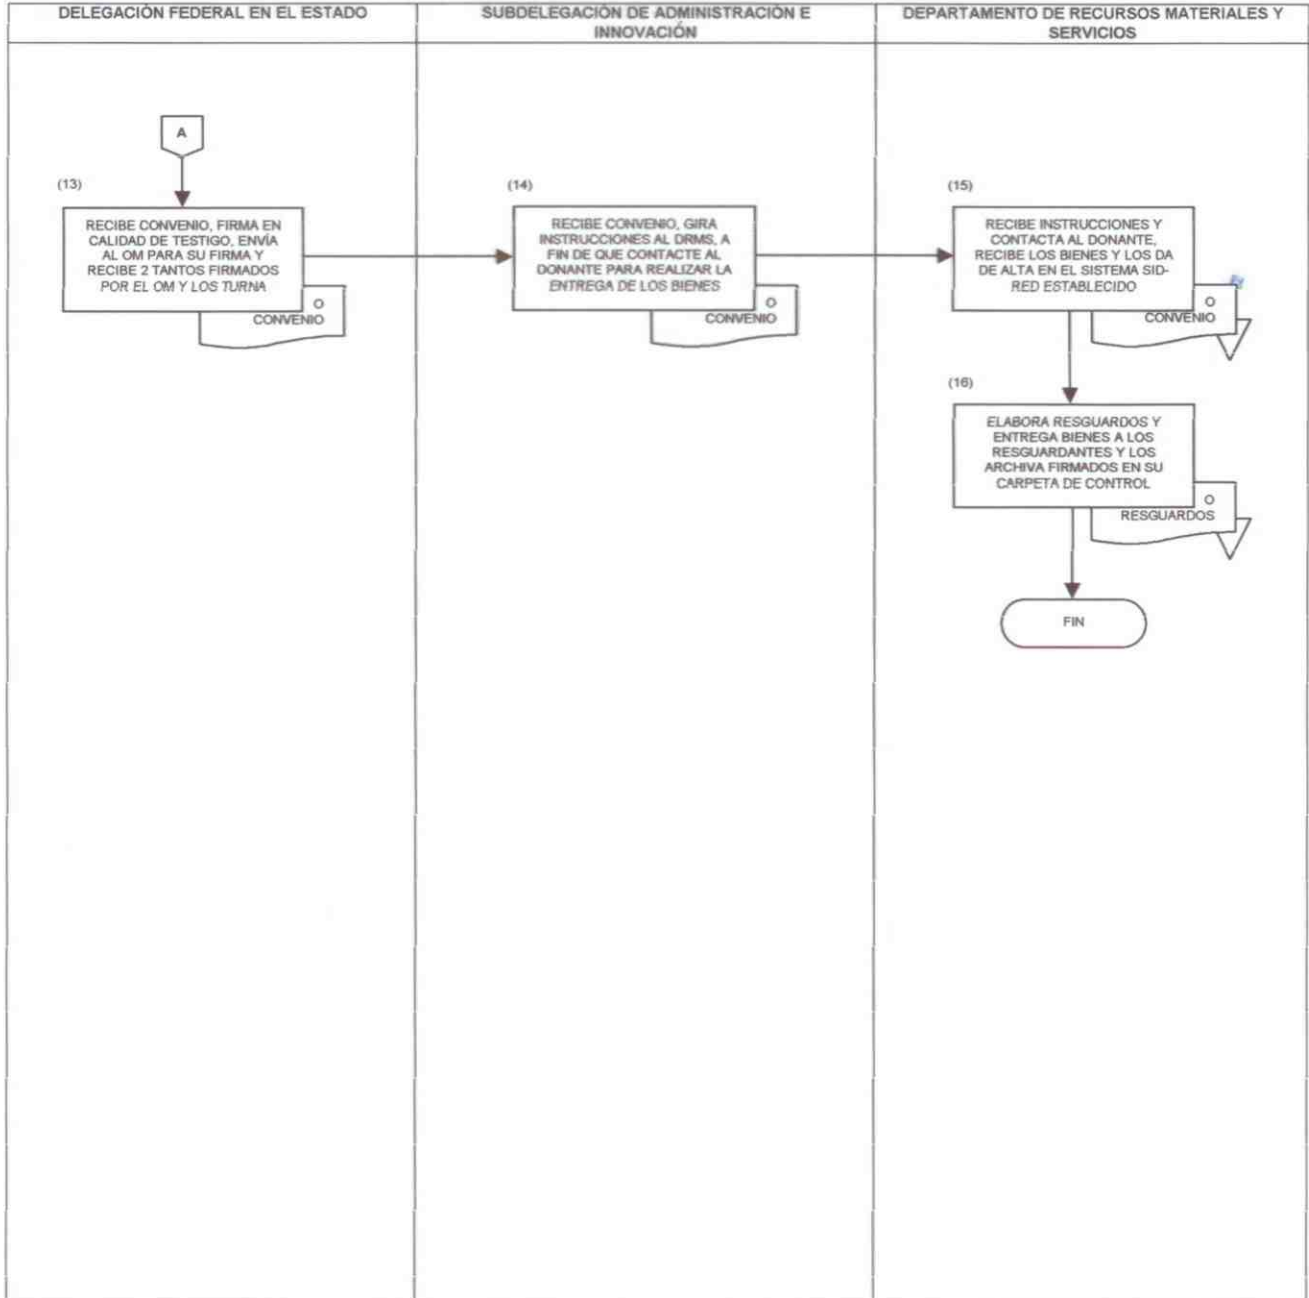 DELEGACIÓN FEDERAL EN EL ESTADO
SUBDELEGACIÓN DE ADMINISTRACIÓN E
INNOVACIÓN
DEPARTAMENTO DE RECURSOS MATERIALES Y
SERVICIOS
A
(13)
RECIBE CONVENIO, FIRMA EN
CALIDAD DE TESTIGO, ENVÍA
AL OM PARA SU FIRMA Y
RECIBE 2 TANTOS FIRMADOS
POR EL OM Y LOS TURNA
O
CONVENIO
(14)
RECIBE CONVENIO, GIRA
INSTRUCCIONES AL DRMS, A
FIN DE QUE CONTACTE AL
DONANTE PARA REALIZAR LA
ENTREGA DE LOS BIENES
O
CONVENIO
(15)
RECIBE INSTRUCCIONES Y
CONTACTA AL DONANTE,
RECIBE LOS BIENES Y LOS DA
DE ALTA EN EL SISTEMA SID-
RED ESTABLECIDO
O
CONVENIO
(16)
ELABORA RESGUARDOS Y
ENTREGA BIENES A LOS
RESGUARDANTES Y LOS
ARCHIVA FIRMADOS EN SU
CARPETA DE CONTROL
O
RESGUARDOS
FIN